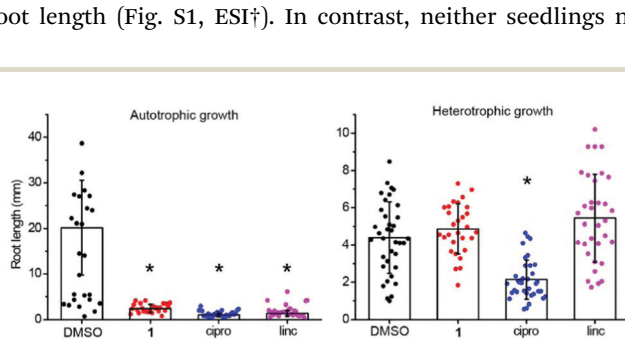 oot length (Fig. S1, ESI†). In contrast, neither seedlings n
Autotrophic growth
Root length (mm)
40
30
20
10
0
* * *
DMSO 1 cipro linc
Heterotrophic growth
10
8
6
4
2
0
*
DMSO 1 cipro linc